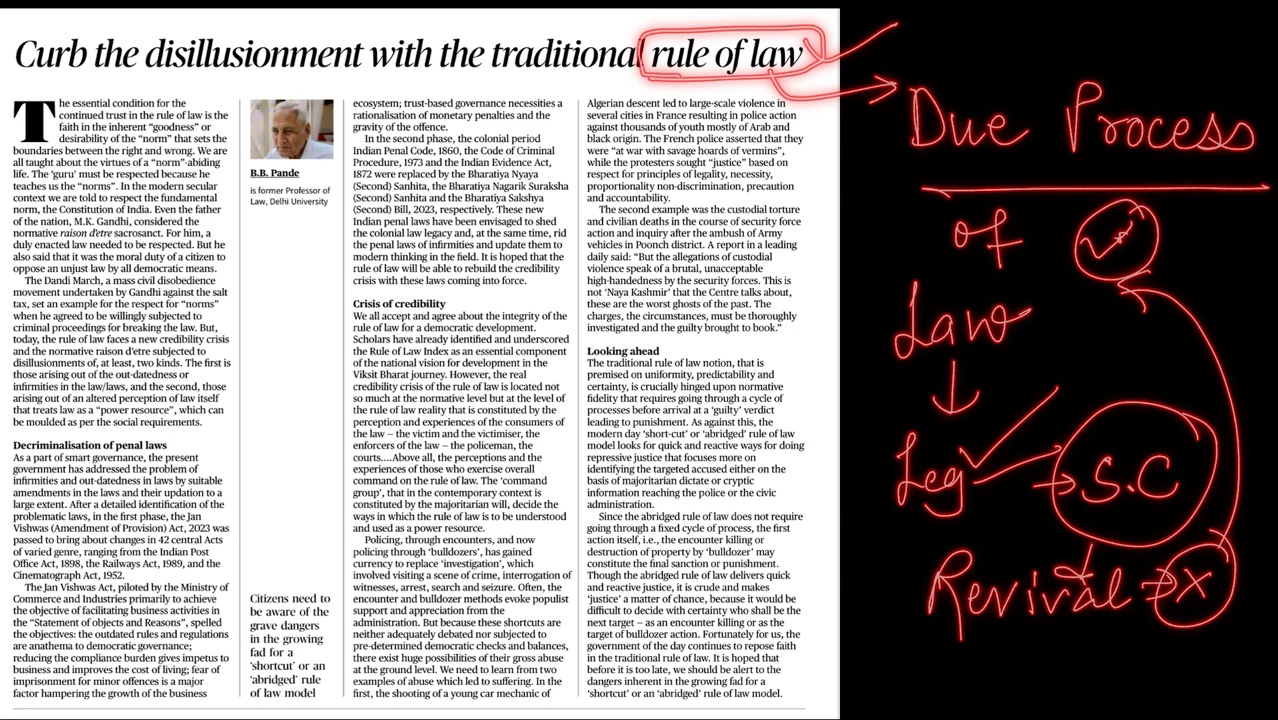 Curb the disillusionment with the traditional rule of law
The essential condition for the
continued trust in the rule of law is the
faith in the inherent “goodness” or
desirability of the “norm” that sets the
boundaries between the right and wrong. We are
all taught about the virtues of a “norm”-abiding
life. The ‘guru’ must be respected because he
teaches us the “norms”. In the modern secular
context we are told to respect the fundamental
norm, the Constitution of India. Even the father
of the nation, M.K. Gandhi, considered the
normative raison d’etre sacrosanct. For him, a
duly enacted law needed to be respected. But he
also said that it was the moral duty of a citizen to
oppose an unjust law by all democratic means.
The Dandi March, a mass civil disobedience
movement undertaken by Gandhi against the salt
tax, set an example for the respect for “norms”
when he agreed to be willingly subjected to
criminal proceedings for breaking the law. But,
today, the rule of law faces a new credibility crisis
and the normative raison d’etre subjected to
disillusionments of, at least, two kinds. The first is
those arising out of the out-datedness or
infirmities in the law/laws, and the second, those
arising out of an altered perception of law itself
that treats law as a “power resource”, which can
be moulded as per the social requirements.
Decriminalisation of penal laws
As a part of smart governance, the present
government has addressed the problem of
infirmities and out-datedness in laws by suitable
amendments in the laws and their updation to a
large extent. After a detailed identification of the
problematic laws, in the first phase, the Jan
Vishwas (Amendment of Provision) Act, 2023 was
passed to bring about changes in 42 central Acts
of varied genre, ranging from the Indian Post
Office Act, 1898, the Railways Act, 1989, and the
Cinematograph Act, 1952.
The Jan Vishwas Act, piloted by the Ministry of
Commerce and Industries primarily to achieve
the objective of facilitating business activities in
the “Statement of objects and Reasons”, spelled
the objectives: the outdated rules and regulations
are anathema to democratic governance;
reducing the compliance burden gives impetus to
business and improves the cost of living; fear of
imprisonment for minor offences is a major
factor hampering the growth of the business
B.B. Pande
is former Professor of
Law, Delhi University
Citizens need to
be aware of the
grave dangers
in the growing
fad for a
‘shortcut’ or an
‘abridged’ rule
of law model
ecosystem; trust-based governance necessities a
rationalisation of monetary penalties and the
gravity of the offence.
In the second phase, the colonial period
Indian Penal Code, 1860, the Code of Criminal
Procedure, 1973 and the Indian Evidence Act,
1872 were replaced by the Bharatiya Nyaya
(Second) Sanhita, the Bharatiya Nagarik Suraksha
(Second) Sanhita and the Bharatiya Sakshya
(Second) Bill, 2023, respectively. These new
Indian penal laws have been envisaged to shed
the colonial law legacy and, at the same time, rid
the penal laws of infirmities and update them to
modern thinking in the field. It is hoped that the
rule of law will be able to rebuild the credibility
crisis with these laws coming into force.
Crisis of credibility
We all accept and agree about the integrity of the
rule of law for a democratic development.
Scholars have already identified and underscored
the Rule of Law Index as an essential component
of the national vision for development in the
Viksit Bharat journey. However, the real
credibility crisis of the rule of law is located not
so much at the normative level but at the level of
the rule of law reality that is constituted by the
perception and experiences of the consumers of
the law – the victim and the victimiser, the
enforcers of the law – the policeman, the
courts....Above all, the perceptions and the
experiences of those who exercise overall
command on the rule of law. The ‘command
group’, that in the contemporary context is
constituted by the majoritarian will, decide the
ways in which the rule of law is to be understood
and used as a power resource.
Policing, through encounters, and now
policing through ‘bulldozers’, has gained
currency to replace ‘investigation’, which
involved visiting a scene of crime, interrogation of
witnesses, arrest, search and seizure. Often, the
encounter and bulldozer methods evoke populist
support and appreciation from the
administration. But because these shortcuts are
neither adequately debated nor subjected to
pre-determined democratic checks and balances,
there exist huge possibilities of their gross abuse
at the ground level. We need to learn from two
examples of abuse which led to suffering. In the
first, the shooting of a young car mechanic of
Algerian descent led to large-scale violence in
several cities in France resulting in police action
against thousands of youth mostly of Arab and
black origin. The French police asserted that they
were “at war with savage hoards of vermins”,
while the protesters sought “justice” based on
respect for principles of legality, necessity,
proportionality non-discrimination, precaution
and accountability.
The second example was the custodial torture
and civilian deaths in the course of security force
action and inquiry after the ambush of Army
vehicles in Poonch district. A report in a leading
daily said: “But the allegations of custodial
violence speak of a brutal, unacceptable
high-handedness by the security forces. This is
not ‘Naya Kashmir’ that the Centre talks about,
these are the worst ghosts of the past. The
charges, the circumstances, must be thoroughly
investigated and the guilty brought to book.”
Looking ahead
The traditional rule of law notion, that is
premised on uniformity, predictability and
certainty, is crucially hinged upon normative
fidelity that requires going through a cycle of
processes before arrival at a ‘guilty’ verdict
leading to punishment. As against this, the
modern day ‘short-cut’ or ‘abridged’ rule of law
model looks for quick and reactive ways for doing
repressive justice that focuses more on
identifying the targeted accused either on the
basis of majoritarian dictate or cryptic
information reaching the police or the civic
administration.
Since the abridged rule of law does not require
going through a fixed cycle of process, the first
action itself, i.e., the encounter killing or
destruction of property by ‘bulldozer’ may
constitute the final sanction or punishment.
Though the abridged rule of law delivers quick
and reactive justice, it is crude and makes
‘justice’ a matter of chance, because it would be
difficult to decide with certainty who shall be the
next target – as an encounter killing or as the
target of bulldozer action. Fortunately for us, the
government of the day continues to repose faith
in the traditional rule of law. It is hoped that
before it is too late, we should be alert to the
dangers inherent in the growing fad for a
‘shortcut’ or an ‘abridged’ rule of law model.
Due Process
of
Law
Leg S.C
Revival X